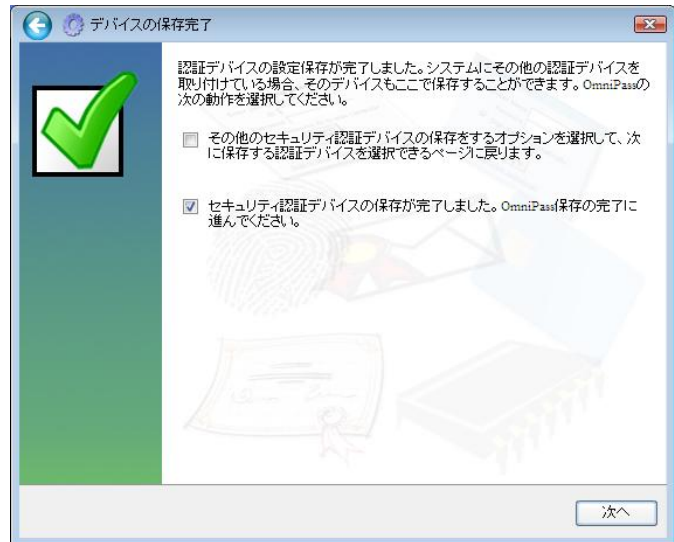 デバイスの保存完了
認証デバイスの設定保存が完了しました。システムにその他の認証デバイスを
取り付けている場合、そのデバイスもここで保存することができます。OmniPassの
次の動作を選択してください。
その他のセキュリティ認証デバイスの保存をするオプションを選択して、次
に保存する認証デバイスを選択できるページに戻ります。
セキュリティ認証デバイスの保存が完了しました。OmniPass保存の完了に
進んでください。
次へ